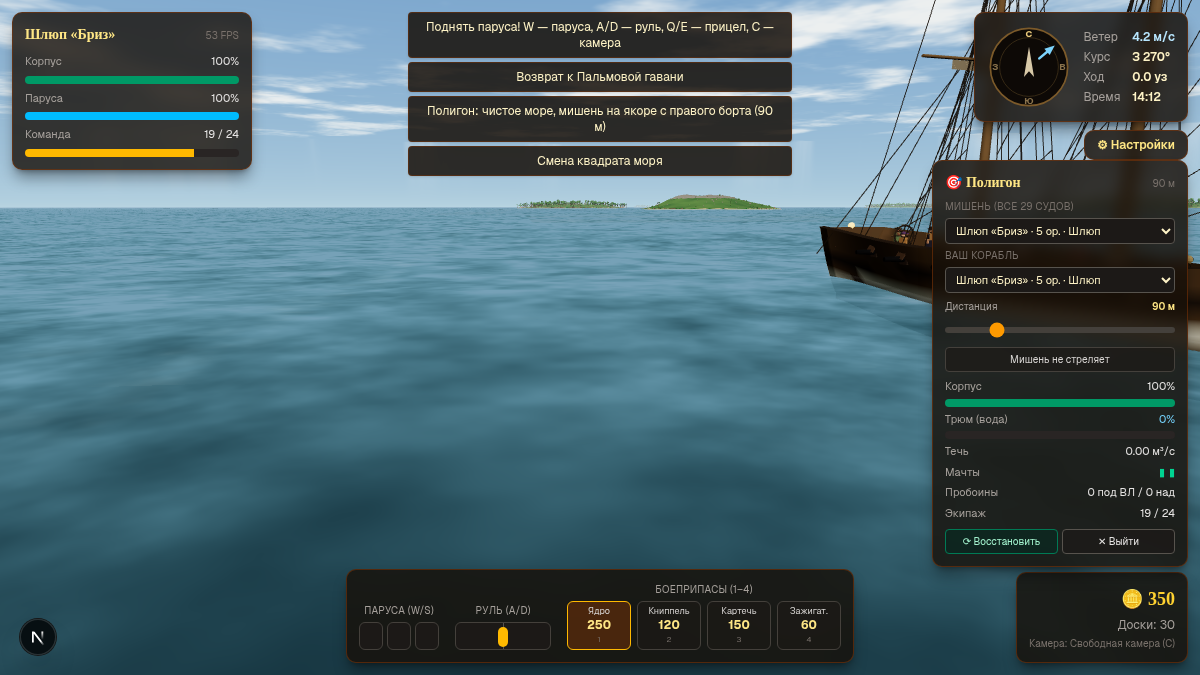 Шлюп «Бриз»
53 FPS
Корпус
100%
Паруса
100%
Команда
19 / 24
Поднять паруса! W — паруса, A/D — руль, Q/E — прицел, C —
камера
Возврат к Пальмовой гавани
Полигон: чистое море, мишень на якоре с правого борта (90
м)
Смена квадрата моря
С
З
В
Ю
Ветер
4.2 м/с
Курс
З 270°
Ход
0.0 уз
Время
14:12
⚙ Настройки
🎯 Полигон
90 м
МИШЕНЬ (ВСЕ 29 СУДОВ)
Шлюп «Бриз» · 5 ор. · Шлюп
ВАШ КОРАБЛЬ
Шлюп «Бриз» · 5 ор. · Шлюп
Дистанция
90 м
Мишень не стреляет
Корпус
100%
Трюм (вода)
0%
Течь
0.00 м³/с
Мачты
Пробоины
0 под ВЛ / 0 над
Экипаж
19 / 24
⟳ Восстановить
✕ Выйти
ПАРУСА (W/S)
РУЛЬ (A/D)
БОЕПРИПАСЫ (1–4)
Ядро
250
1
Книппель
120
2
Картечь
150
3
Зажигат.
60
4
350
Доски: 30
Камера: Свободная камера (C)
N